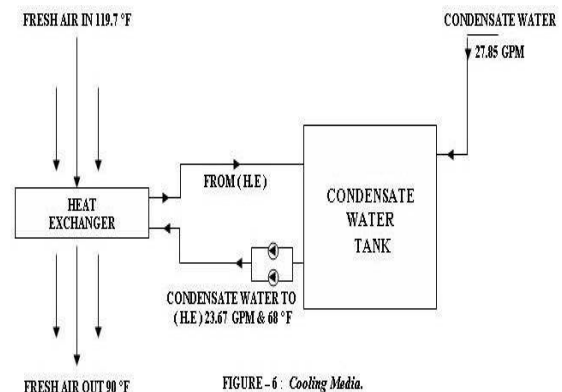 FRESH AIR IN 119.7 °F
CONDENSATE WATER
27.85 GPM
FROM ( H.E )
HEAT
EXCHANGER
CONDENSATE
WATER
TANK
CONDENSATE WATER TO
( H.E ) 23.67 GPM & 68 °F
FRESH AIR OUT 90 °F
FIGURE – 6 : Cooling Media.